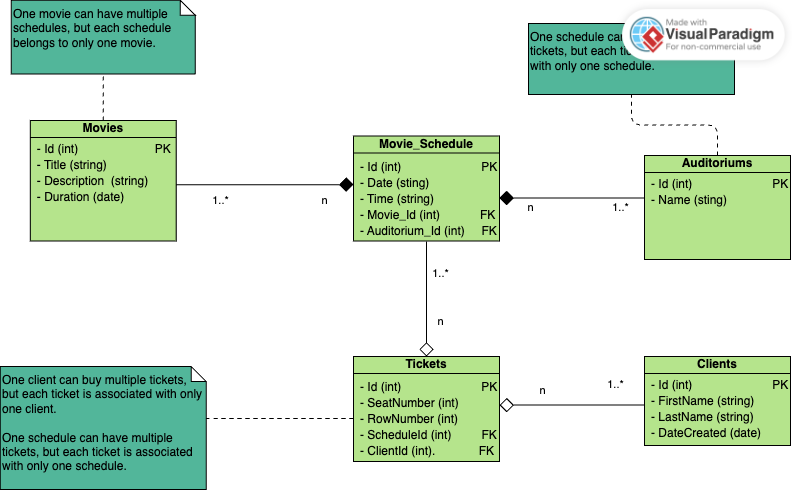 One movie can have multiple
schedules, but each schedule
belongs to only one movie.
One schedule ca
tickets, but each
with only one schedule.
Made with
VisualParadigm
For non-commercial use
Movies
- Id (int) PK
- Title (string)
- Description (string)
- Duration (date)
1..*
n
Movie_Schedule
- Id (int) PK
- Date (sting)
- Time (string)
- Movie_Id (int) FK
- Auditorium_Id (int) FK
n
1..*
Auditoriums
- Id (int) PK
- Name (sting)
1..*
n
One client can buy multiple tickets,
but each ticket is associated with only
one client.
One schedule can have multiple
tickets, but each ticket is associated
with only one schedule.
Tickets
- Id (int) PK
- SeatNumber (int)
- RowNumber (int)
- ScheduleId (int) FK
- ClientId (int). FK
n
1..*
Clients
- Id (int) PK
- FirstName (string)
- LastName (string)
- DateCreated (date)